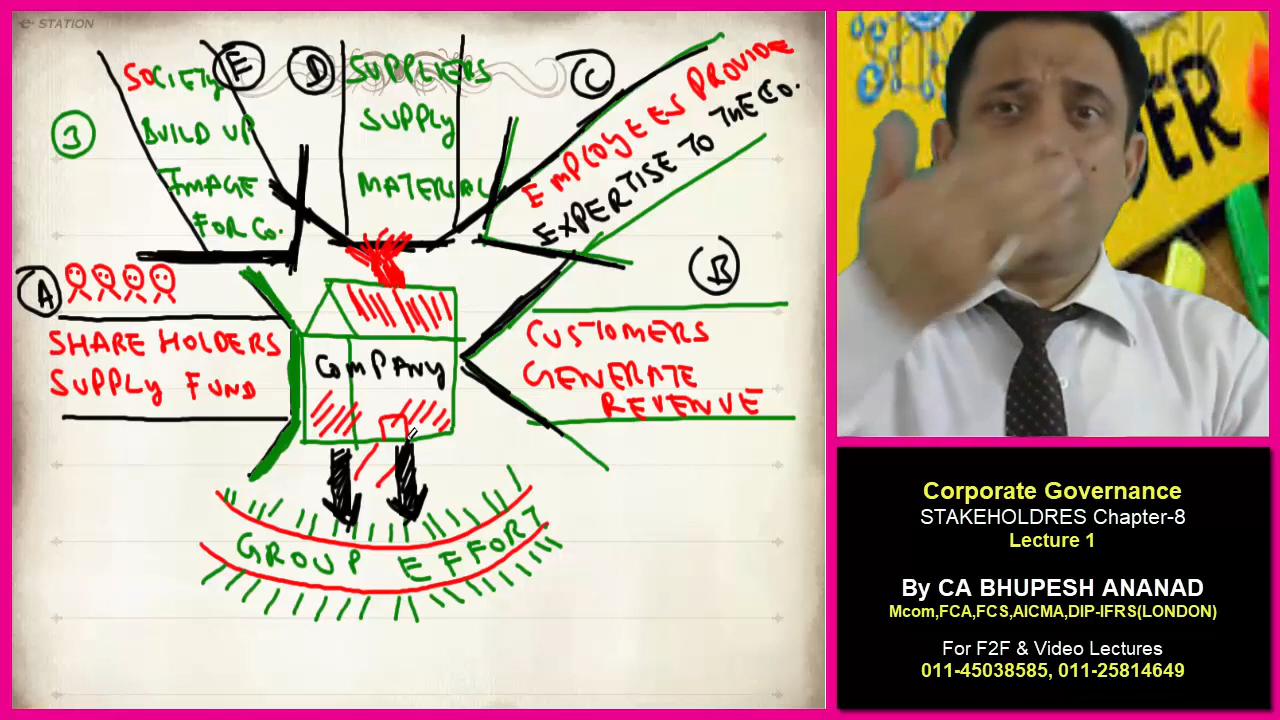 e-STATION
SOCIETY
BUILD UP
IMAGE
FOR CO.
E
D
SUPPLIERS
SUPPLY
MATERIAL
C
EMPLOYEES PROVIDE
EXPERTISE TO THE CO.
3
A
SHARE HOLDERS
SUPPLY FUND
COMPANY
B
CUSTOMERS
GENERATE
REVENUE
GROUP EFFORT
Corporate Governance
STAKEHOLDRES Chapter-8
Lecture 1
By CA BHUPESH ANANAD
Mcom,FCA,FCS,AICMA,DIP-IFRS(LONDON)
For F2F & Video Lectures
011-45038585, 011-25814649